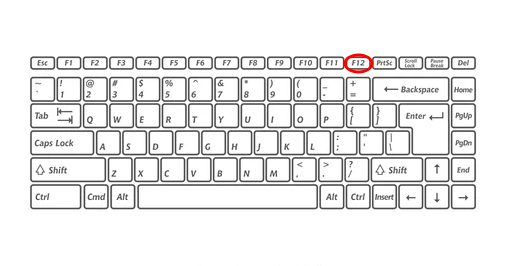 Esc F1 F2 F3 F4 F5 F6 F7 F8 F9 F10 F11 F12 PrtSc Scroll Lock Pause Break Del
~ ` ! 1 @ 2 # 3 $ 4 % 5 ^ 6 & 7 * 8 ) 9 ( 0 _ - + = ← Backspace Home
Tab Q W E R T Y U I O P { [ } ] Enter PgUp
Caps Lock A S D F G H J K L : ; " ' | \ PgDn
Shift Z X C V B N M < , > . ? / Shift ↑ End
Ctrl Cmd Alt Alt Ctrl Insert ← ↓ →